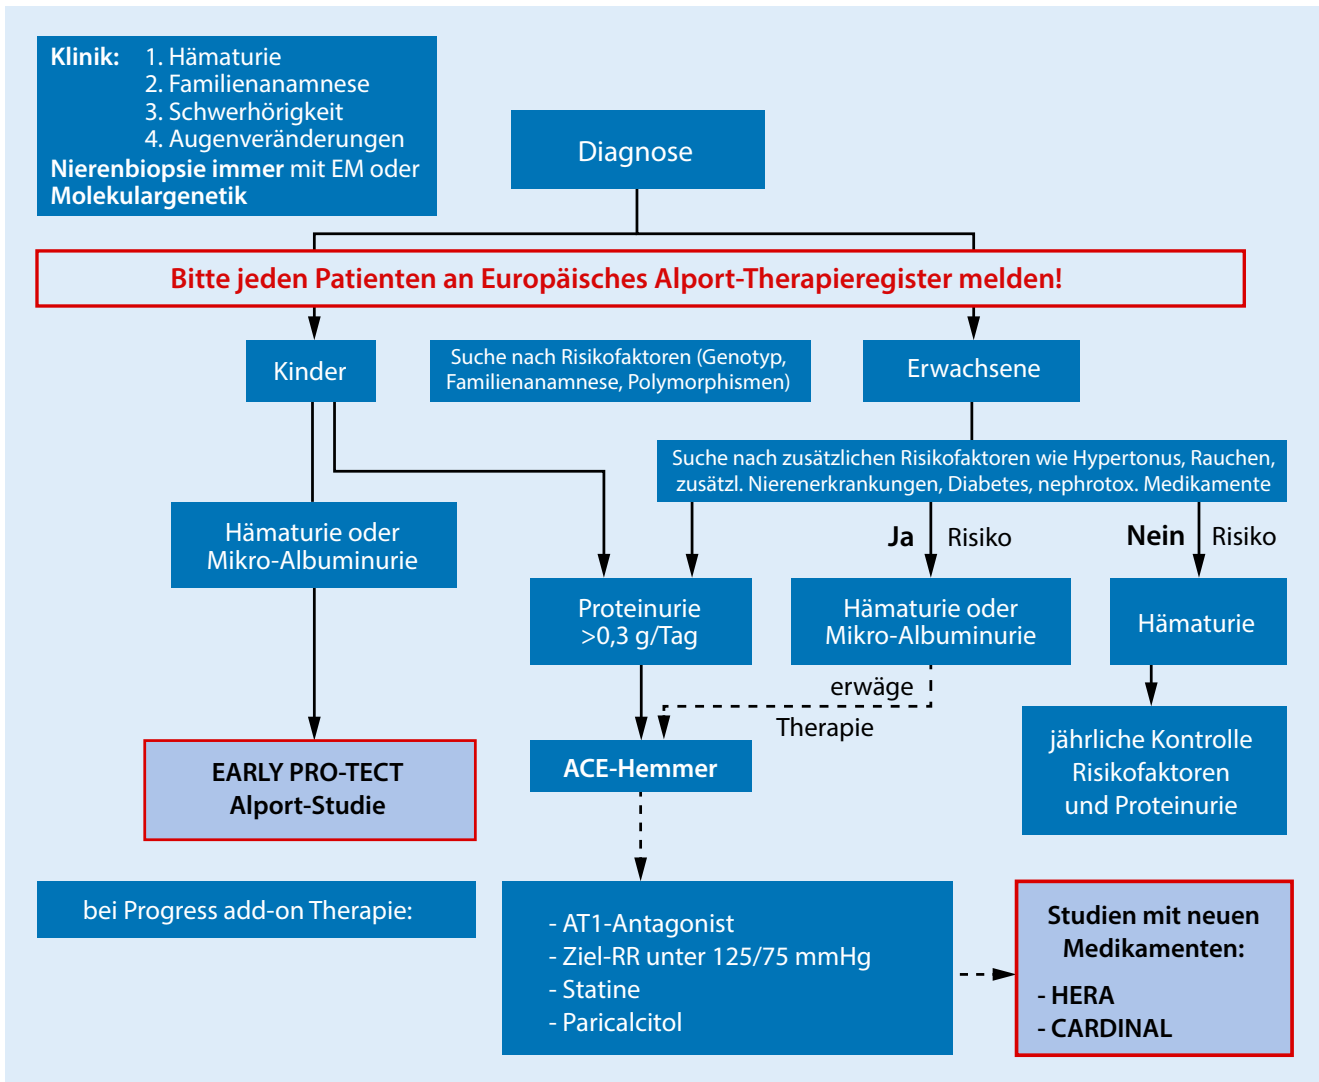 Klinik: 1. Hämaturie
2. Familienanamnese
3. Schwerhörigkeit
4. Augenveränderungen
Nierenbiopsie immer mit EM oder
Molekulargenetik
Diagnose
Bitte jeden Patienten an Europäisches Alport-Therapieregister melden!
Kinder
Suche nach Risikofaktoren (Genotyp,
Familienanamnese, Polymorphismen)
Erwachsene
Suche nach zusätzlichen Risikofaktoren wie Hypertonus, Rauchen,
zusätzl. Nierenerkrankungen, Diabetes, nephrotox. Medikamente
Hämaturie oder
Mikro-Albuminurie
Ja Risiko
Nein Risiko
Proteinurie
>0,3 g/Tag
Hämaturie oder
Mikro-Albuminurie
Hämaturie
erwäge
Therapie
EARLY PRO-TECT
Alport-Studie
ACE-Hemmer
jährliche Kontrolle
Risikofaktoren
und Proteinurie
bei Progress add-on Therapie:
- AT1-Antagonist
- Ziel-RR unter 125/75 mmHg
- Statine
- Paricalcitol
Studien mit neuen
Medikamenten:
- HERA
- CARDINAL